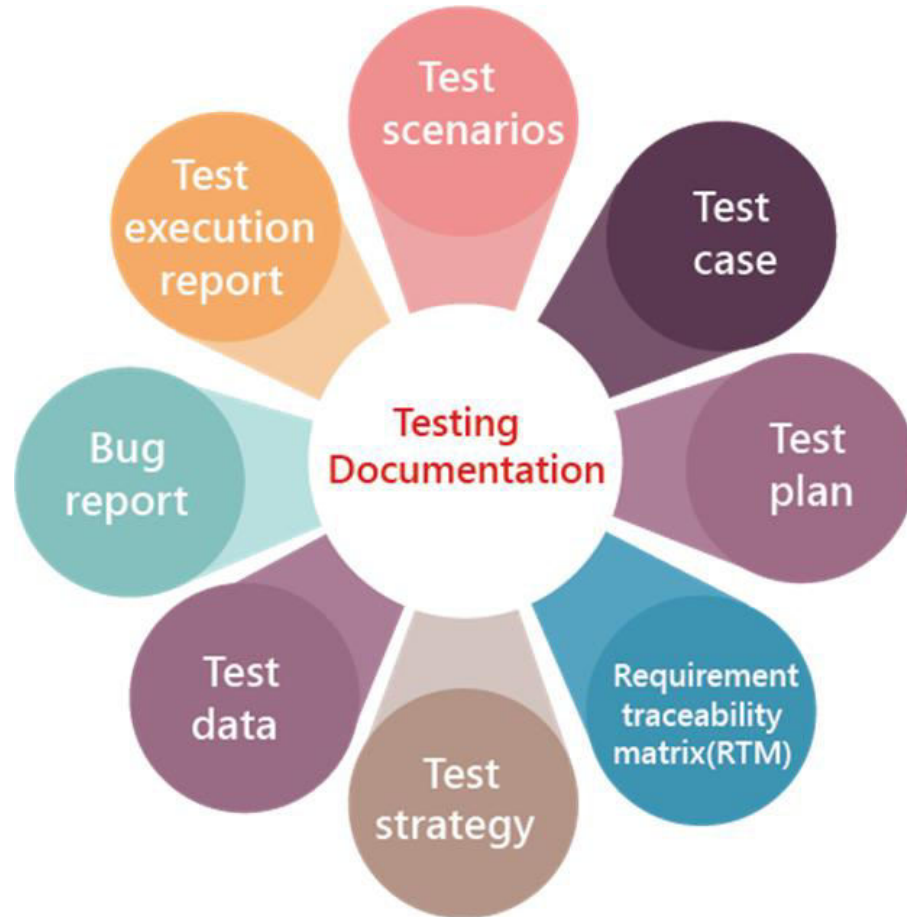 Test
scenarios
Test
case
Test
plan
Requirement
traceability
matrix(RTM)
Test
strategy
Test
data
Bug
report
Test
execution
report
Testing
Documentation